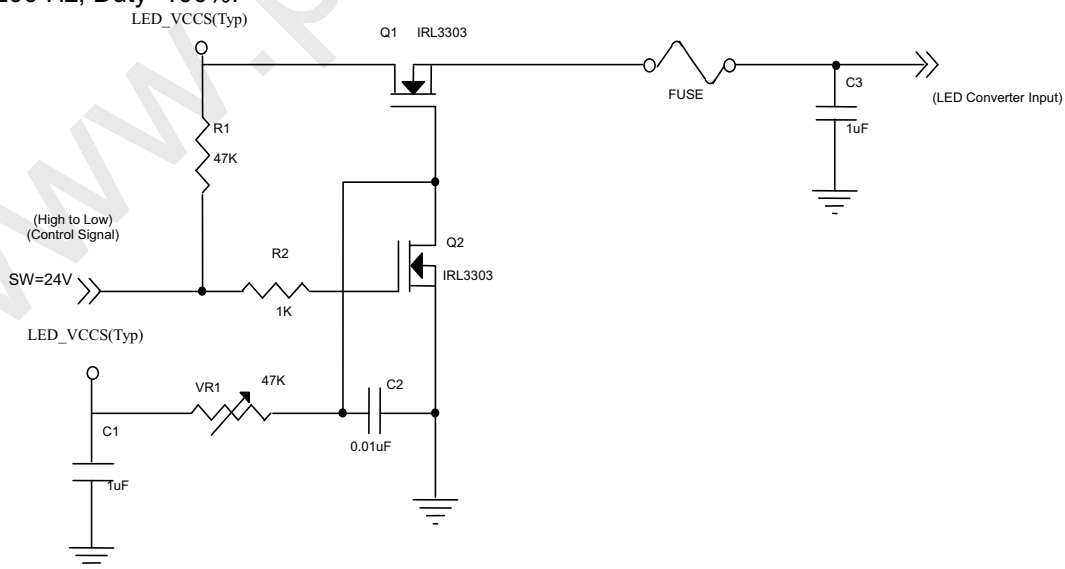 LED_VCCS(Typ)
Q1 IRL3303
FUSE
C3
1uF
(LED Converter Input)
R1
47K
(High to Low)
(Control Signal)
SW=24V
R2
1K
Q2
IRL3303
LED_VCCS(Typ)
VR1
47K
C2
0.01uF
C1
1uF